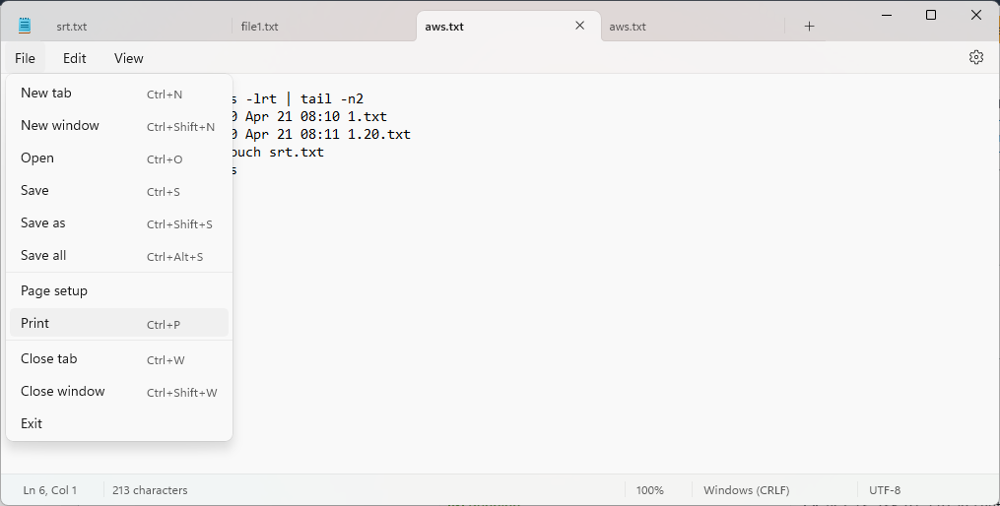 srt.txt file1.txt aws.txt aws.txt
File Edit View
New tab Ctrl+N
New window Ctrl+Shift+N
Open Ctrl+O
Save Ctrl+S
Save as Ctrl+Shift+S
Save all Ctrl+Alt+S
Page setup
Print Ctrl+P
Close tab Ctrl+W
Close window Ctrl+Shift+W
Exit
s -lrt | tail -n2
0 Apr 21 08:10 1.txt
0 Apr 21 08:11 1.20.txt
ouch srt.txt
s
Ln 6, Col 1 213 characters 100% Windows (CRLF) UTF-8